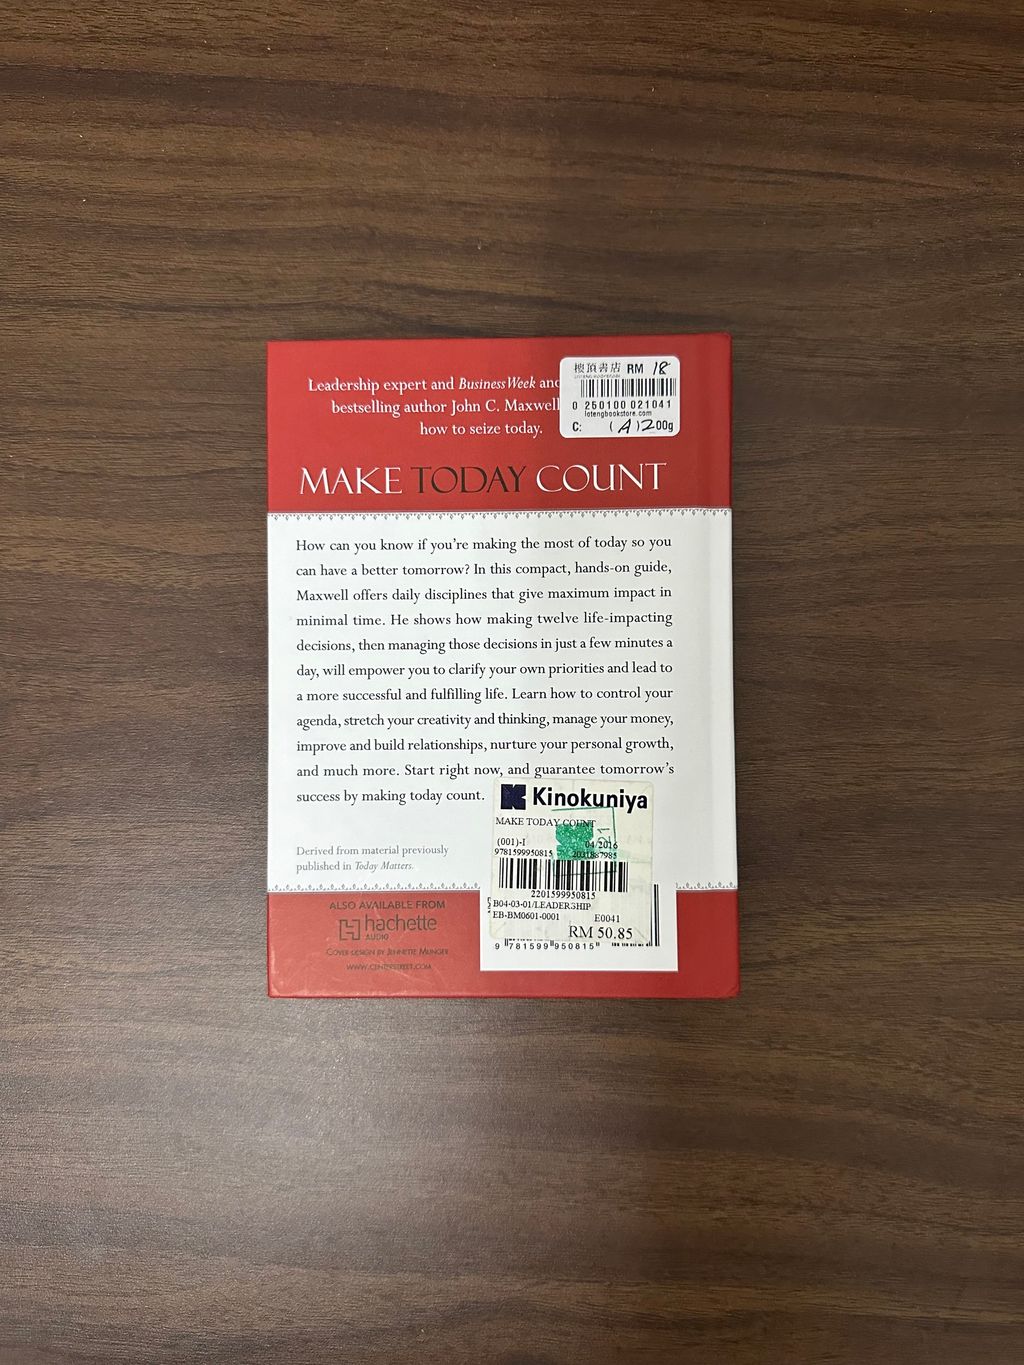 Leadership expert and BusinessWeek and
bestselling author John C. Maxwell
how to seize today.
樓頂書店 RM 18
0 250100 021041
lotengbookstore.com
C: (A)200g
MAKE TODAY COUNT
How can you know if you're making the most of today so you
can have a better tomorrow? In this compact, hands-on guide,
Maxwell offers daily disciplines that give maximum impact in
minimal time. He shows how making twelve life-impacting
decisions, then managing those decisions in just a few minutes a
day, will empower you to clarify your own priorities and lead to
a more successful and fulfilling life. Learn how to control your
agenda, stretch your creativity and thinking, manage your money,
improve and build relationships, nurture your personal growth,
and much more. Start right now, and guarantee tomorrow's
success by making today count.
Derived from material previously
published in Today Matters.
Kinokuniya
MAKE TODAY COUNT
(001)-I 04/2016
9781599950815
2201599950815
B04-03-01/LEADERSHIP
EB-BM0601-0001 E0041
RM 50.85
9 781599 950815
ALSO AVAILABLE FROM
hachette
AUDIO
COVER DESIGN BY JENNETTE MUNGER
WWW.CENTERSTREET.COM